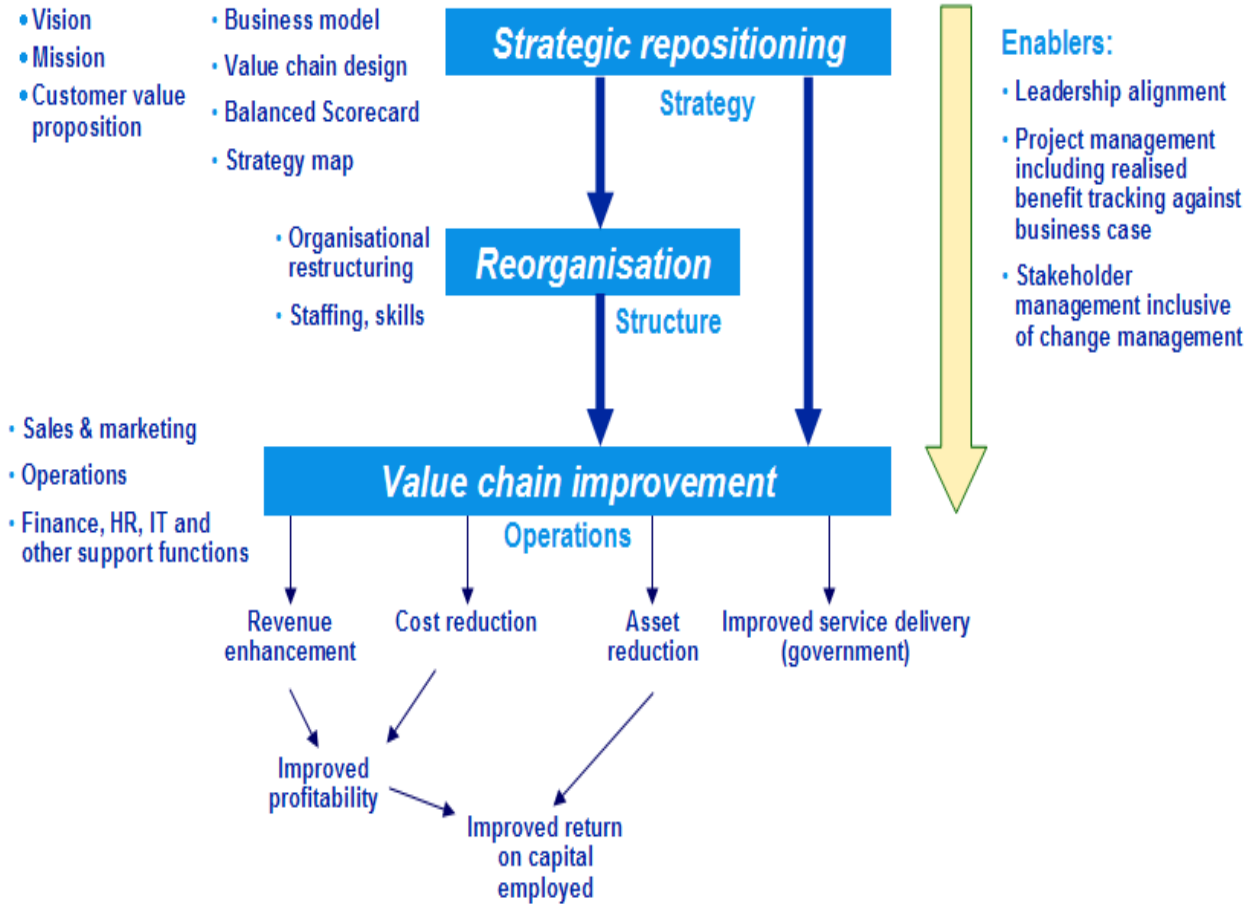 • Vision
• Mission
• Customer value
proposition
• Business model
• Value chain design
• Balanced Scorecard
• Strategy map
Strategic repositioning
Strategy
Enablers:
• Leadership alignment
• Project management
including realised
benefit tracking against
business case
• Stakeholder
management inclusive
of change management
• Organisational
restructuring
• Staffing, skills
Reorganisation
Structure
• Sales & marketing
• Operations
• Finance, HR, IT and
other support functions
Value chain improvement
Operations
Revenue
enhancement
Cost reduction
Asset
reduction
Improved service delivery
(government)
Improved
profitability
Improved return
on capital
employed